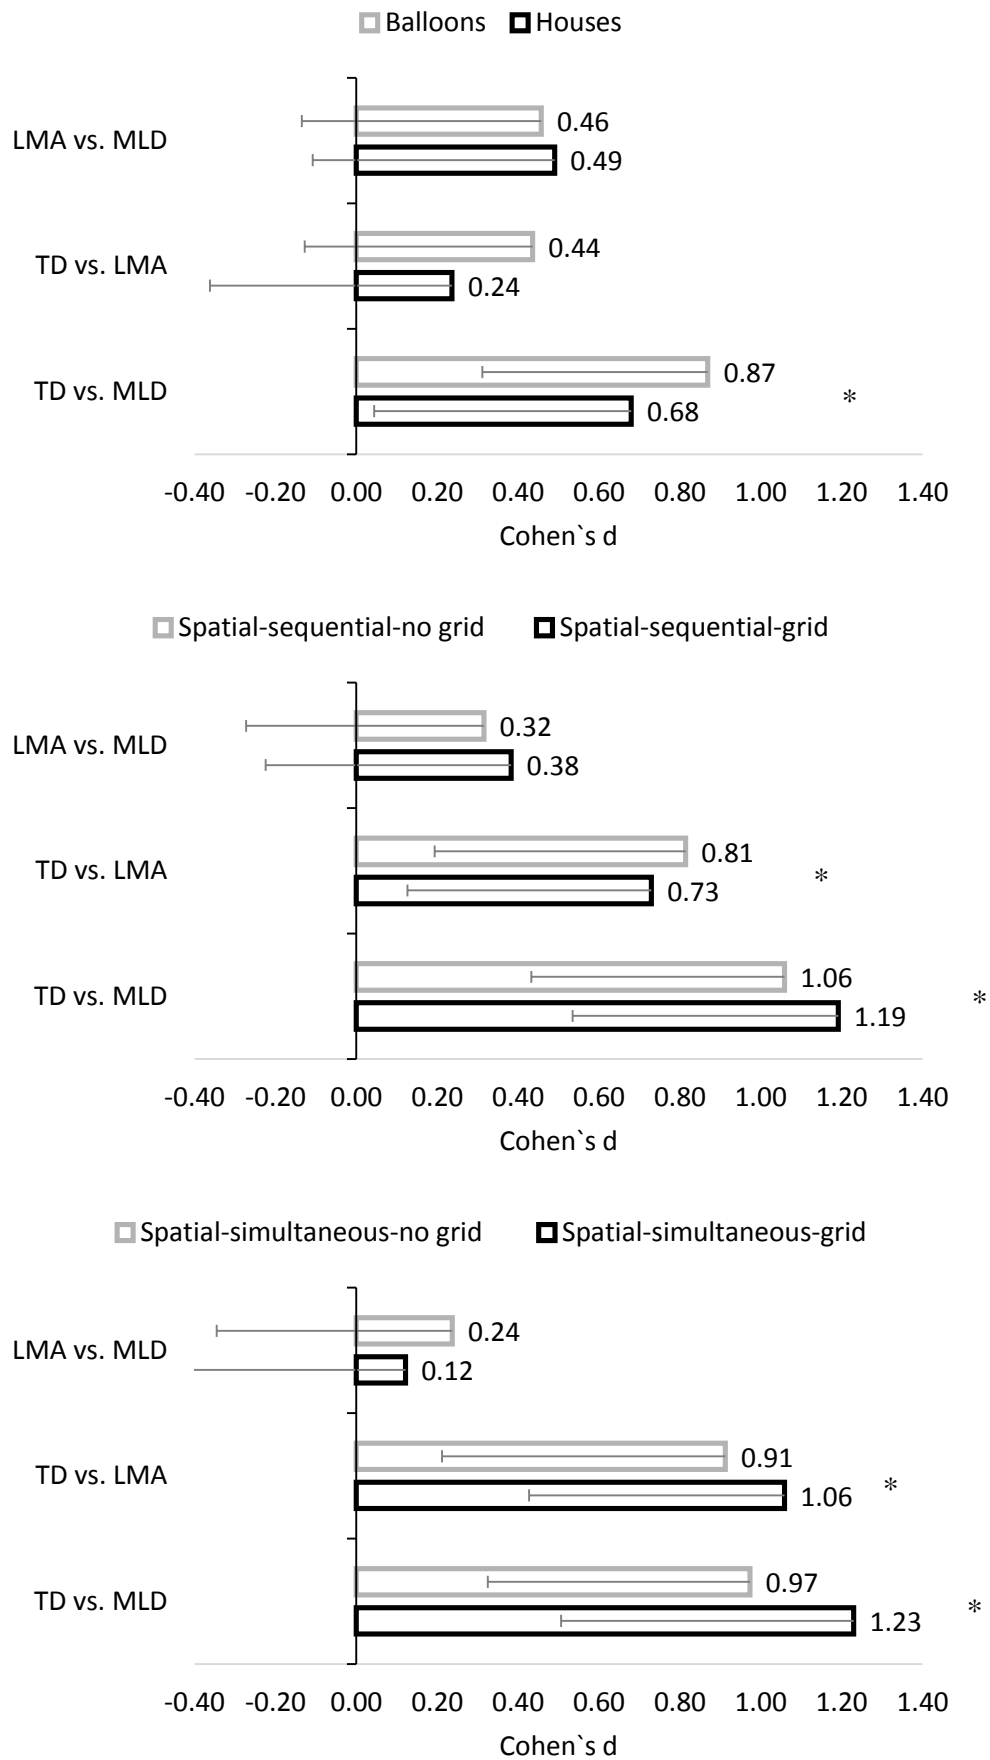 Balloons Houses
LMA vs. MLD
0.46
0.49
TD vs. LMA
0.44
0.24
TD vs. MLD
0.87
0.68
*
-0.40 -0.20 0.00 0.20 0.40 0.60 0.80 1.00 1.20 1.40
Cohen`s d
Spatial-sequential-no grid Spatial-sequential-grid
LMA vs. MLD
0.32
0.38
TD vs. LMA
0.81
0.73
*
TD vs. MLD
1.06
1.19
*
-0.40 -0.20 0.00 0.20 0.40 0.60 0.80 1.00 1.20 1.40
Cohen`s d
Spatial-simultaneous-no grid Spatial-simultaneous-grid
LMA vs. MLD
0.24
0.12
TD vs. LMA
0.91
1.06
*
TD vs. MLD
0.97
1.23
*
-0.40 -0.20 0.00 0.20 0.40 0.60 0.80 1.00 1.20 1.40
Cohen`s d